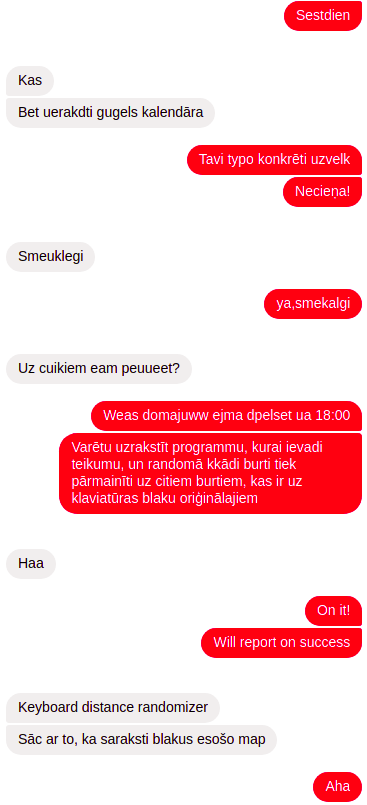 Sestdien
Kas
Bet uerakdti gugels kalendāra
Tavi typo konkrēti uzvelk
Necieņa!
Smeuklegi
ya,smekalgi
Uz cuikiem eam peuueet?
Weas domajuww ejma dpelset ua 18:00
Varētu uzrakstīt programmu, kurai ievadi
teikumu, un randomā kkādi burti tiek
pārmainīti uz citiem burtiem, kas ir uz
klaviatūras blaku oriģinālajiem
Haa
On it!
Will report on success
Keyboard distance randomizer
Sāc ar to, ka saraksti blakus esošo map
Aha